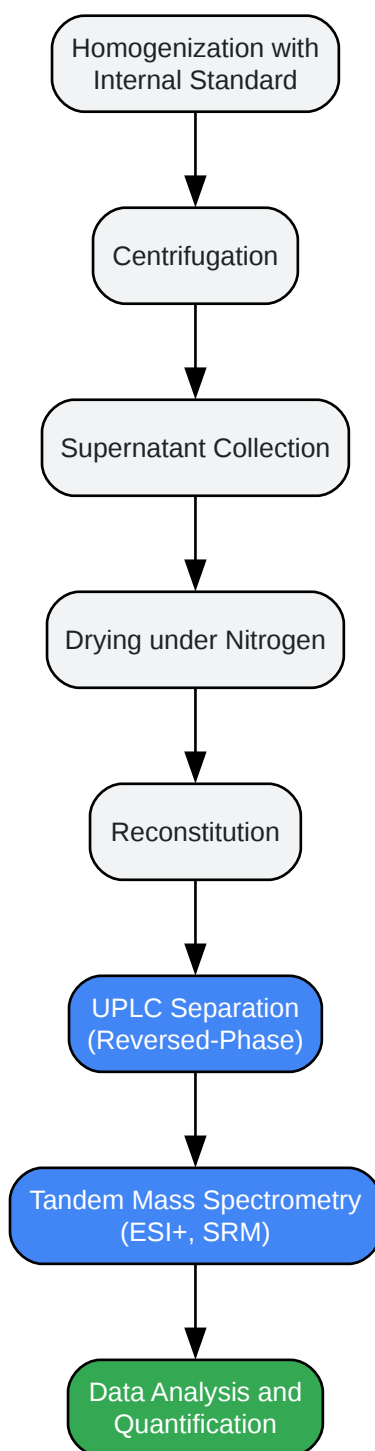 Homogenization with
Internal Standard
Centrifugation
Supernatant Collection
Drying under Nitrogen
Reconstitution
UPLC Separation
(Reversed-Phase)
Tandem Mass Spectrometry
(ESI+, SRM)
Data Analysis and
Quantification